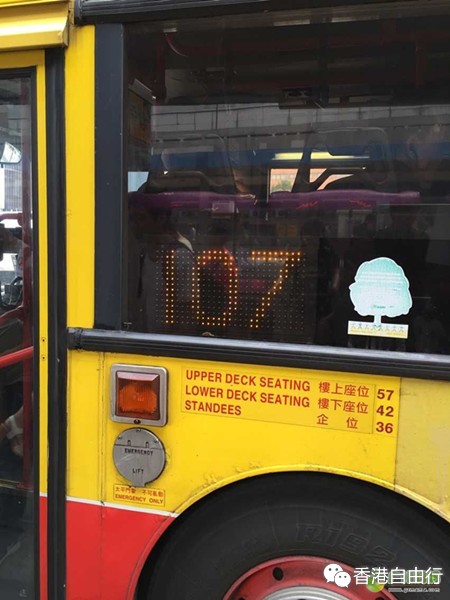 107
UPPER DECK SEATING 樓上座位 57
LOWER DECK SEATING 樓下座位 42
STANDEES 企位 36
EMERGENCY
LIFT
EMERGENCY ONLY
香港自由行